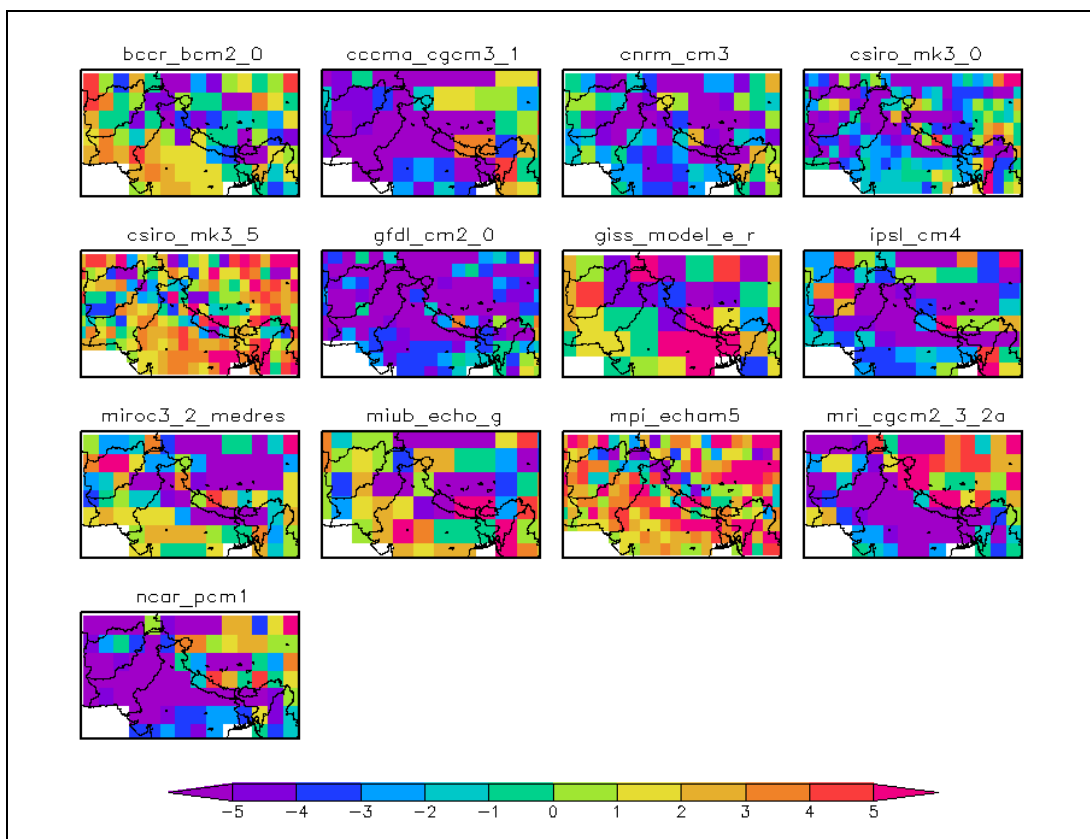 bccr_bcm2_0 cccma_cgcm3_1 cnrm_cm3 csiro_mk3_0
csiro_mk3_5 gfdl_cm2_0 giss_model_e_r ipsl_cm4
miroc3_2_medres miub_echo_g mpi_echam5 mri_cgcm2_3_2a
ncar_pcm1
-5 -4 -3 -2 -1 0 1 2 3 4 5